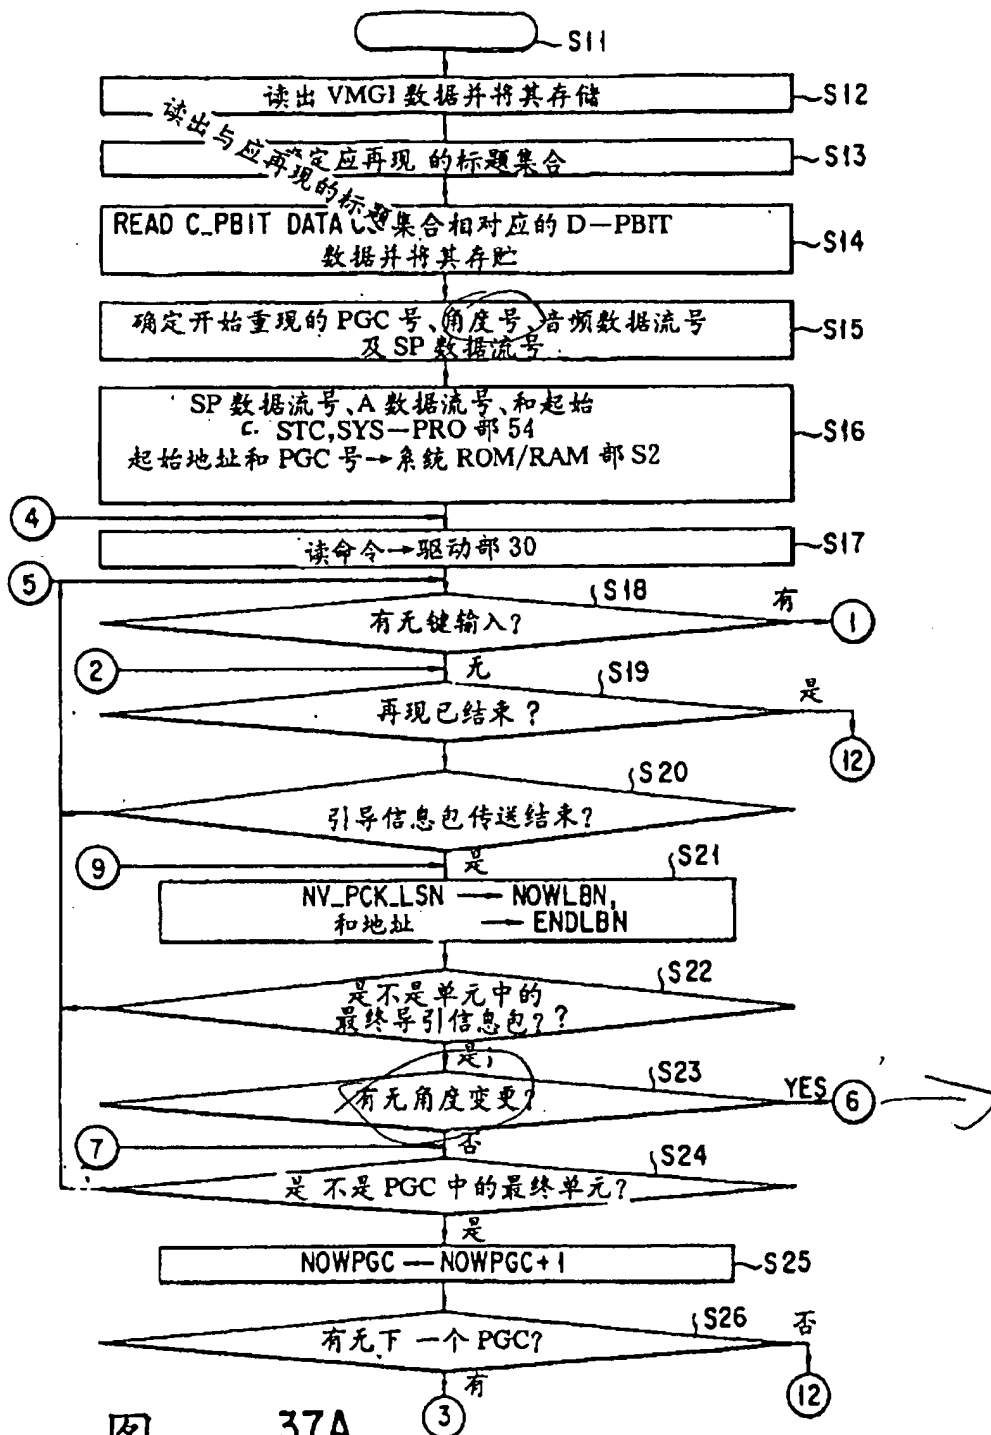 S11
读出 VMGI 数据并将其存储
S12
读出与应再现的标题
定应再现 的标题集合
S13
READ C_PBIT DATA
集合相对应的 D—PBIT
数据并将其存贮
S14
确定开始重现的 PGC 号、角度号、音频数据流号
及 SP 数据流号
S15
SP 数据流号、A 数据流号、和起始
c. STC,SYS—PRO 部 54
起始地址和 PGC 号→系统 ROM/RAM 部 S2
S16
4
读命令→驱动部 30
S17
5
S18
有无键输入?
有
1
2
无
S19
再现已结束 ?
是
12
S20
引导信息包传送结束?
9
是
S21
NV_PCK_LSN → NOWLBN,
和地址 → ENDLBN
S22
是不是单元中的
最终导引信息包? ?
是;
S23
有无角度变更?
YES
6
7
否
S24
是 不是 PGC 中的最终单元?
是
NOWPGC — NOWPGC+1
S25
S26
有无下 一个 PGC?
否
12
有
3
图 37A